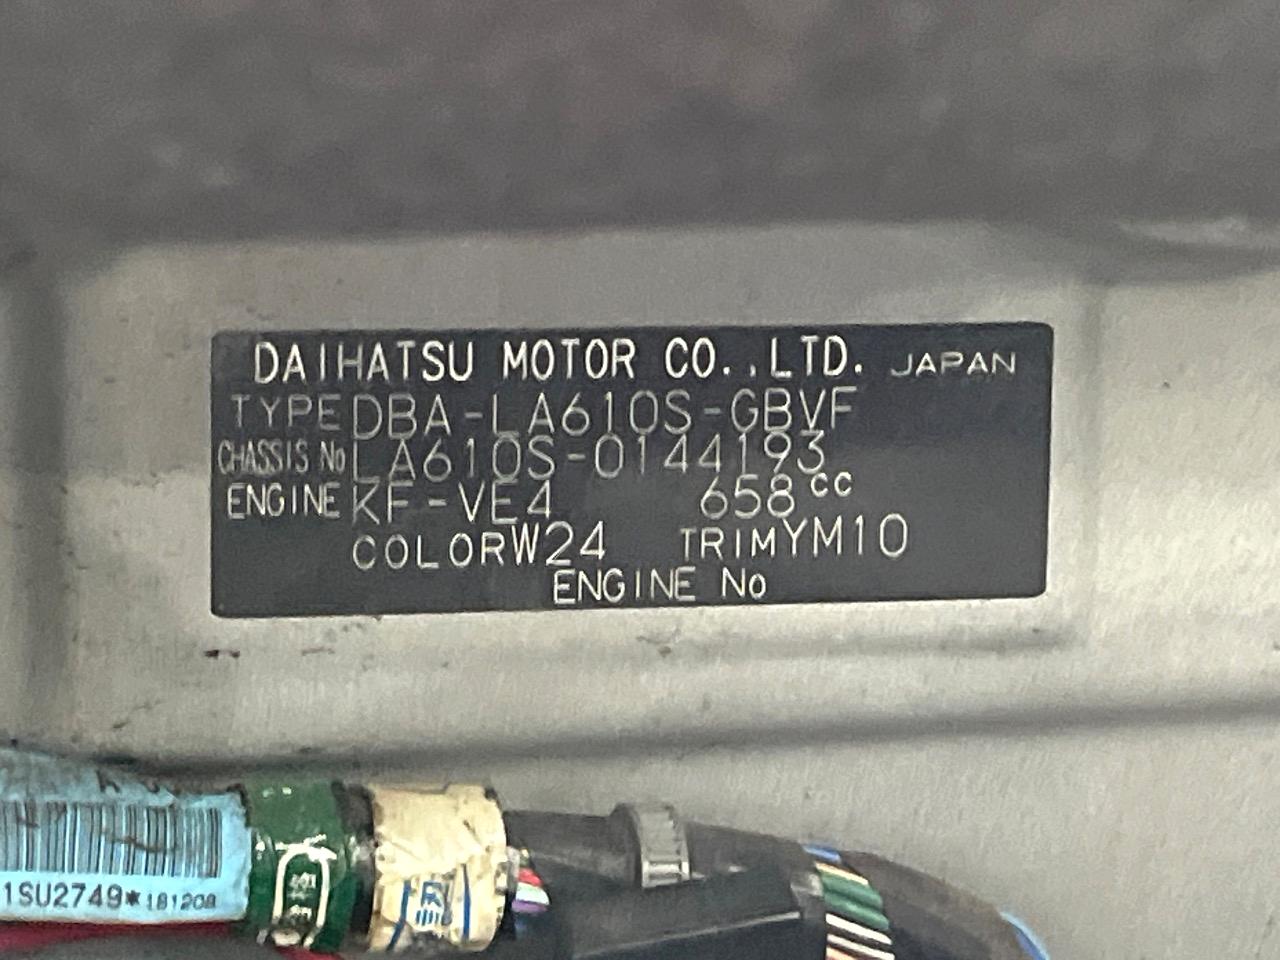 DAIHATSU MOTOR CO.,LTD. JAPAN
TYPE DBA-LA610S-GBVF
CHASSIS No LA610S-0144193
ENGINE KF-VE4 658cc
COLOR W24 TRIM YM10
ENGINE No
1SU2749* 181208